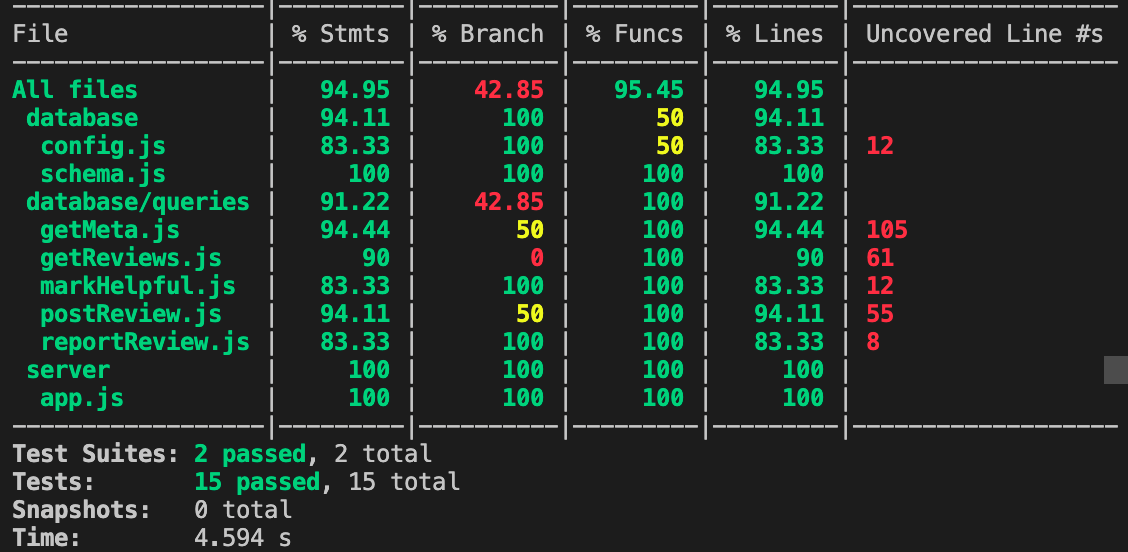 ---------------------|---------|----------|---------|---------|-------------------
File                 | % Stmts | % Branch | % Funcs | % Lines | Uncovered Line #s
---------------------|---------|----------|---------|---------|-------------------
All files            |   94.95 |    42.85 |   95.45 |   94.95 |
 database            |   94.11 |      100 |      50 |   94.11 |
  config.js          |   83.33 |      100 |      50 |   83.33 | 12
  schema.js          |     100 |      100 |     100 |     100 |
 database/queries    |   91.22 |    42.85 |     100 |   91.22 |
  getMeta.js         |   94.44 |       50 |     100 |   94.44 | 105
  getReviews.js      |      90 |        0 |     100 |      90 | 61
  markHelpful.js     |   83.33 |      100 |     100 |   83.33 | 12
  postReview.js      |   94.11 |       50 |     100 |   94.11 | 55
  reportReview.js    |   83.33 |      100 |     100 |   83.33 | 8
 server              |     100 |      100 |     100 |     100 |
  app.js             |     100 |      100 |     100 |     100 |
---------------------|---------|----------|---------|---------|-------------------
Test Suites: 2 passed, 2 total
Tests:       15 passed, 15 total
Snapshots:   0 total
Time:        4.594 s